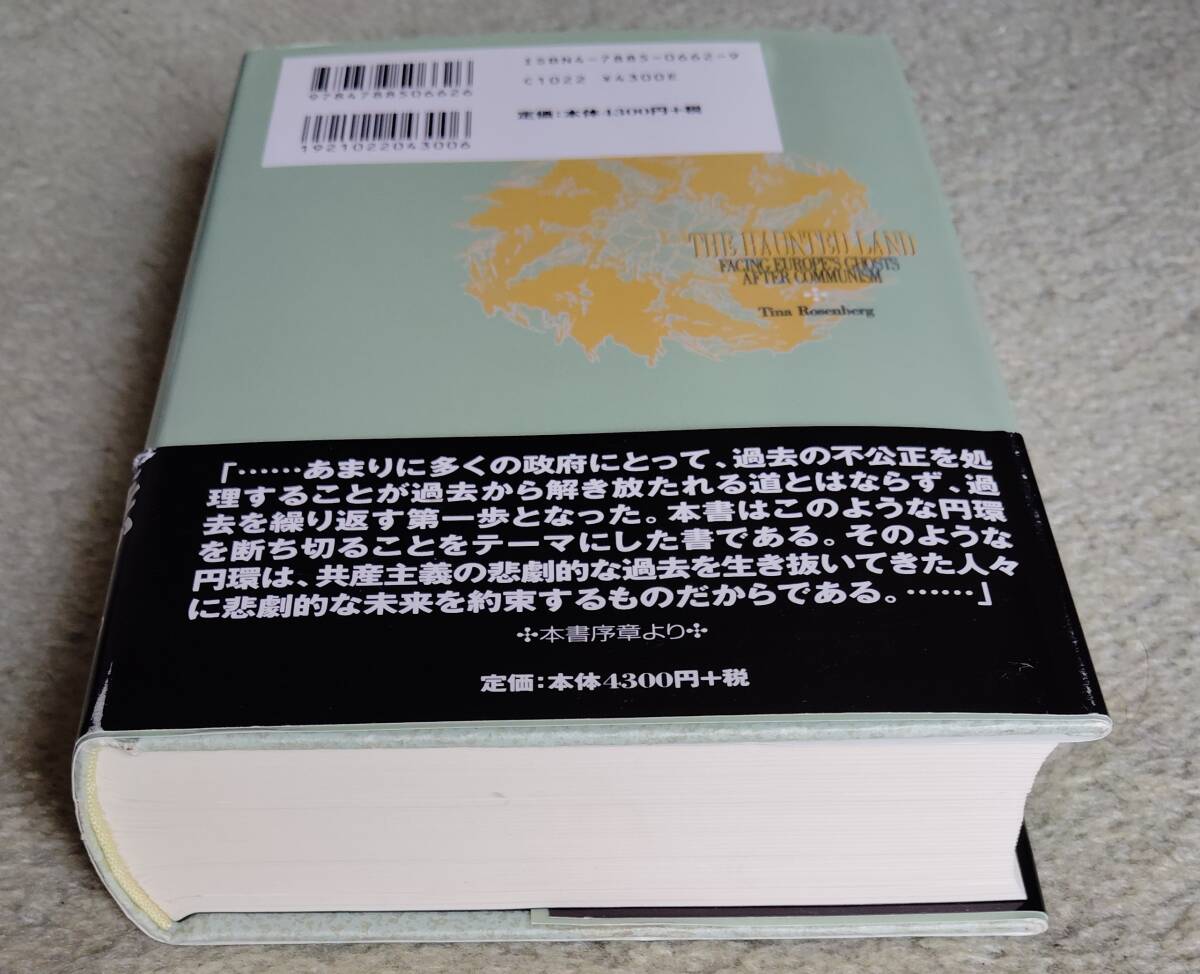 ISBN4-7885-0662-9
C1022 ¥4300E
9784788506626
定価:本体4300円+税
1921022043006
THE HAUNTED LAND
FACING EUROPE'S GHOSTS
AFTER COMMUNISM
Tina Rosenberg
「……あまりに多くの政府にとって、過去の不公正を処
理することが過去から解き放たれる道とはならず、過
去を繰り返す第一歩となった。本書はこのような円環
を断ち切ることをテーマにした書である。そのような
円環は、共産主義の悲劇的な過去を生き抜いてきた人々
に悲劇的な未来を約束するものだからである。……」
✣本書序章より✣
定価:本体4300円+税